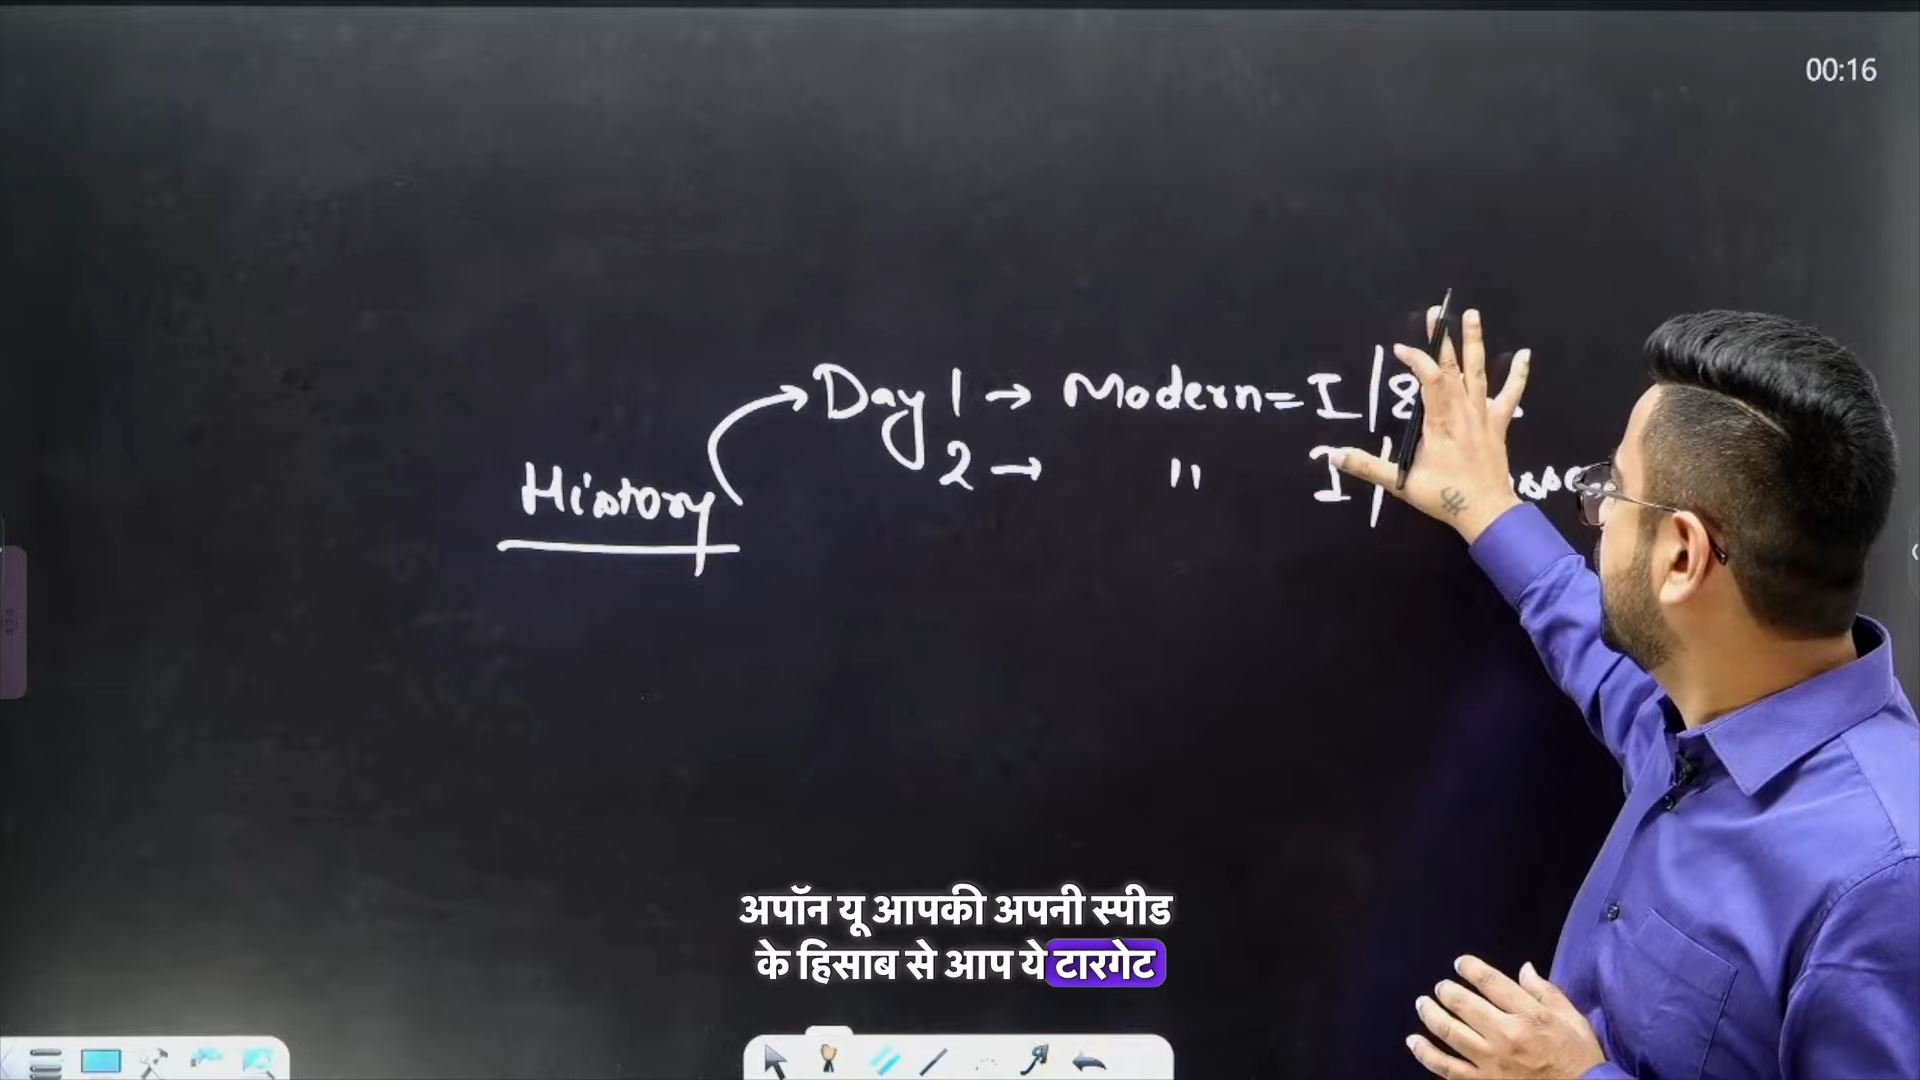 00:16
Day 1 → Modern = I /
2 → " I /
History
अपॉन यू आपकी अपनी स्पीड
के हिसाब से आप ये टारगेट